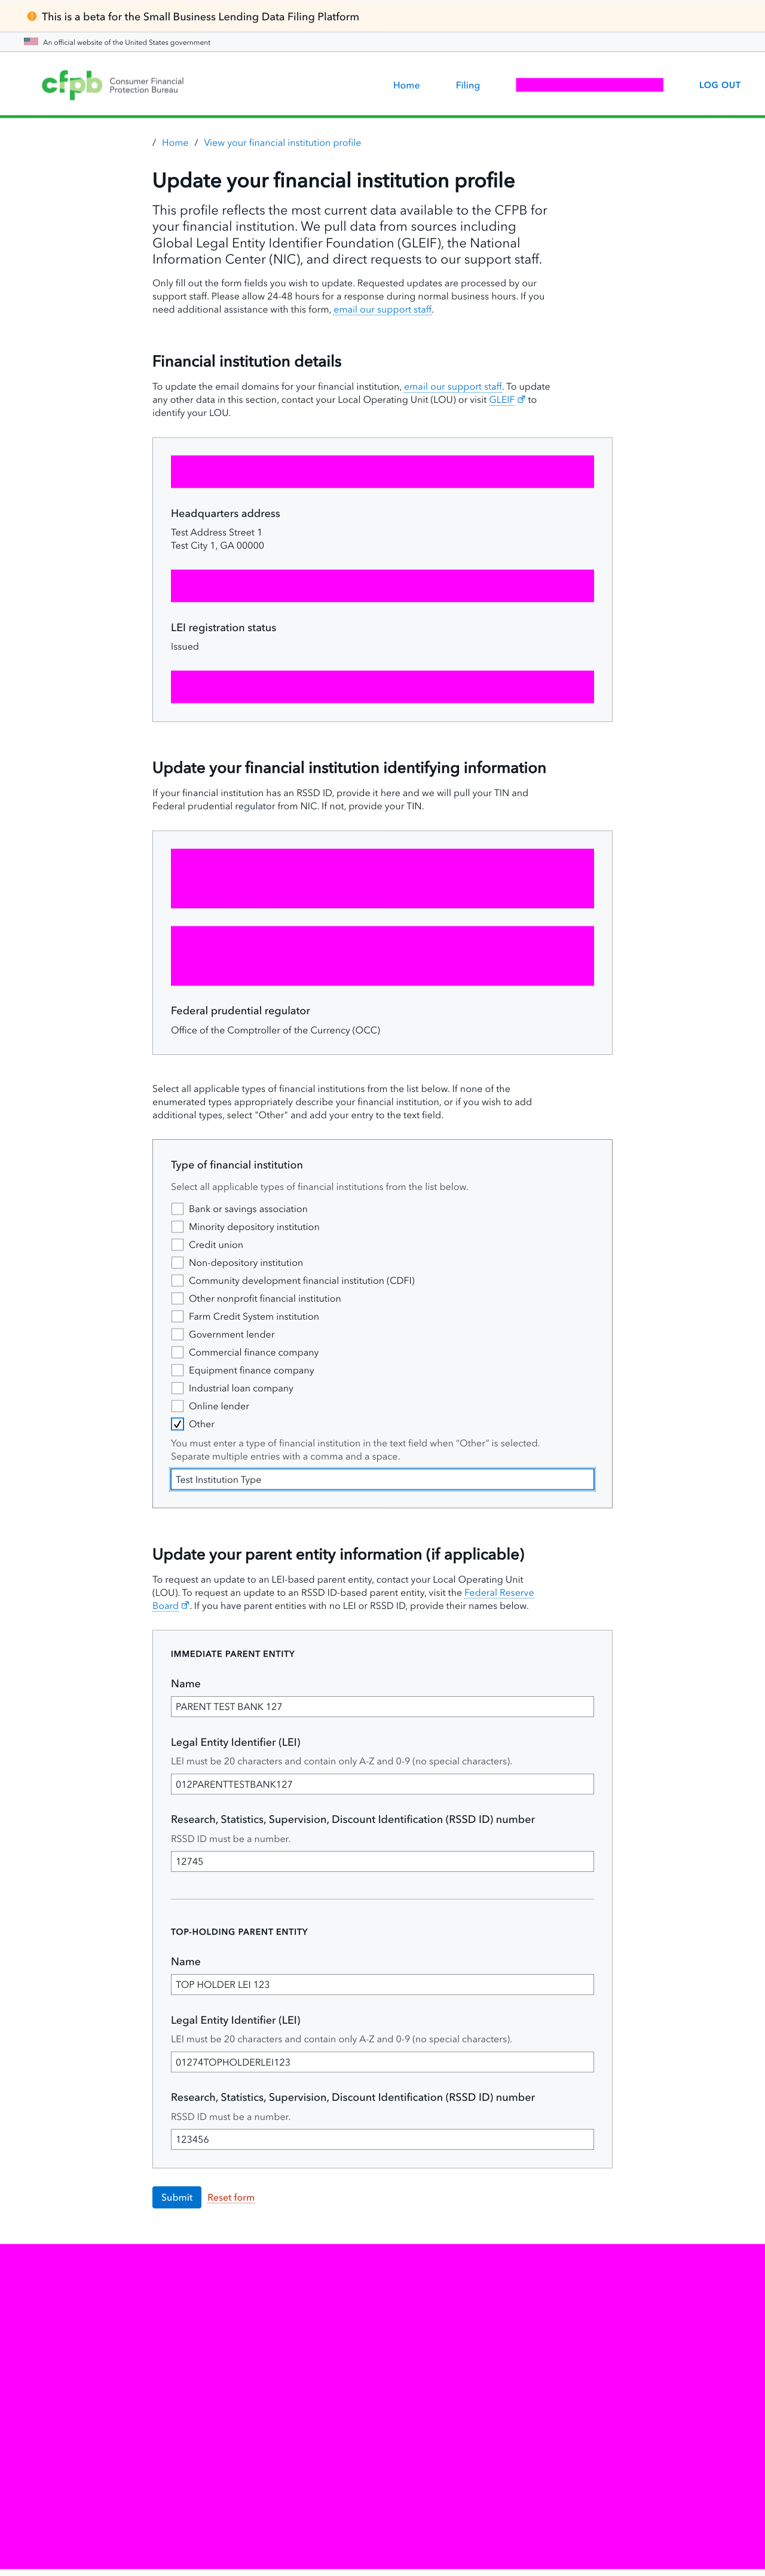 This is a beta for the Small Business Lending Data Filing Platform
An official website of the United States government
cfpb Consumer Financial
Protection Bureau
Home Filing LOG OUT
/ Home / View your financial institution profile
Update your financial institution profile
This profile reflects the most current data available to the CFPB for
your financial institution. We pull data from sources including
Global Legal Entity Identifier Foundation (GLEIF), the National
Information Center (NIC), and direct requests to our support staff.
Only fill out the form fields you wish to update. Requested updates are processed by our
support staff. Please allow 24-48 hours for a response during normal business hours. If you
need additional assistance with this form, email our support staff.
Financial institution details
To update the email domains for your financial institution, email our support staff. To update
any other data in this section, contact your Local Operating Unit (LOU) or visit GLEIF to
identify your LOU.
Headquarters address
Test Address Street 1
Test City 1, GA 00000
LEI registration status
Issued
Update your financial institution identifying information
If your financial institution has an RSSD ID, provide it here and we will pull your TIN and
Federal prudential regulator from NIC. If not, provide your TIN.
Federal prudential regulator
Office of the Comptroller of the Currency (OCC)
Select all applicable types of financial institutions from the list below. If none of the
enumerated types appropriately describe your financial institution, or if you wish to add
additional types, select "Other" and add your entry to the text field.
Type of financial institution
Select all applicable types of financial institutions from the list below.
Bank or savings association
Minority depository institution
Credit union
Non-depository institution
Community development financial institution (CDFI)
Other nonprofit financial institution
Farm Credit System institution
Government lender
Commercial finance company
Equipment finance company
Industrial loan company
Online lender
Other
You must enter a type of financial institution in the text field when "Other" is selected.
Separate multiple entries with a comma and a space.
Test Institution Type
Update your parent entity information (if applicable)
To request an update to an LEI-based parent entity, contact your Local Operating Unit
(LOU). To request an update to an RSSD ID-based parent entity, visit the Federal Reserve
Board. If you have parent entities with no LEI or RSSD ID, provide their names below.
IMMEDIATE PARENT ENTITY
Name
PARENT TEST BANK 127
Legal Entity Identifier (LEI)
LEI must be 20 characters and contain only A-Z and 0-9 (no special characters).
012PARENTTESTBANK127
Research, Statistics, Supervision, Discount Identification (RSSD ID) number
RSSD ID must be a number.
12745
TOP-HOLDING PARENT ENTITY
Name
TOP HOLDER LEI 123
Legal Entity Identifier (LEI)
LEI must be 20 characters and contain only A-Z and 0-9 (no special characters).
01274TOPHOLDERLEI123
Research, Statistics, Supervision, Discount Identification (RSSD ID) number
RSSD ID must be a number.
123456
Submit Reset form